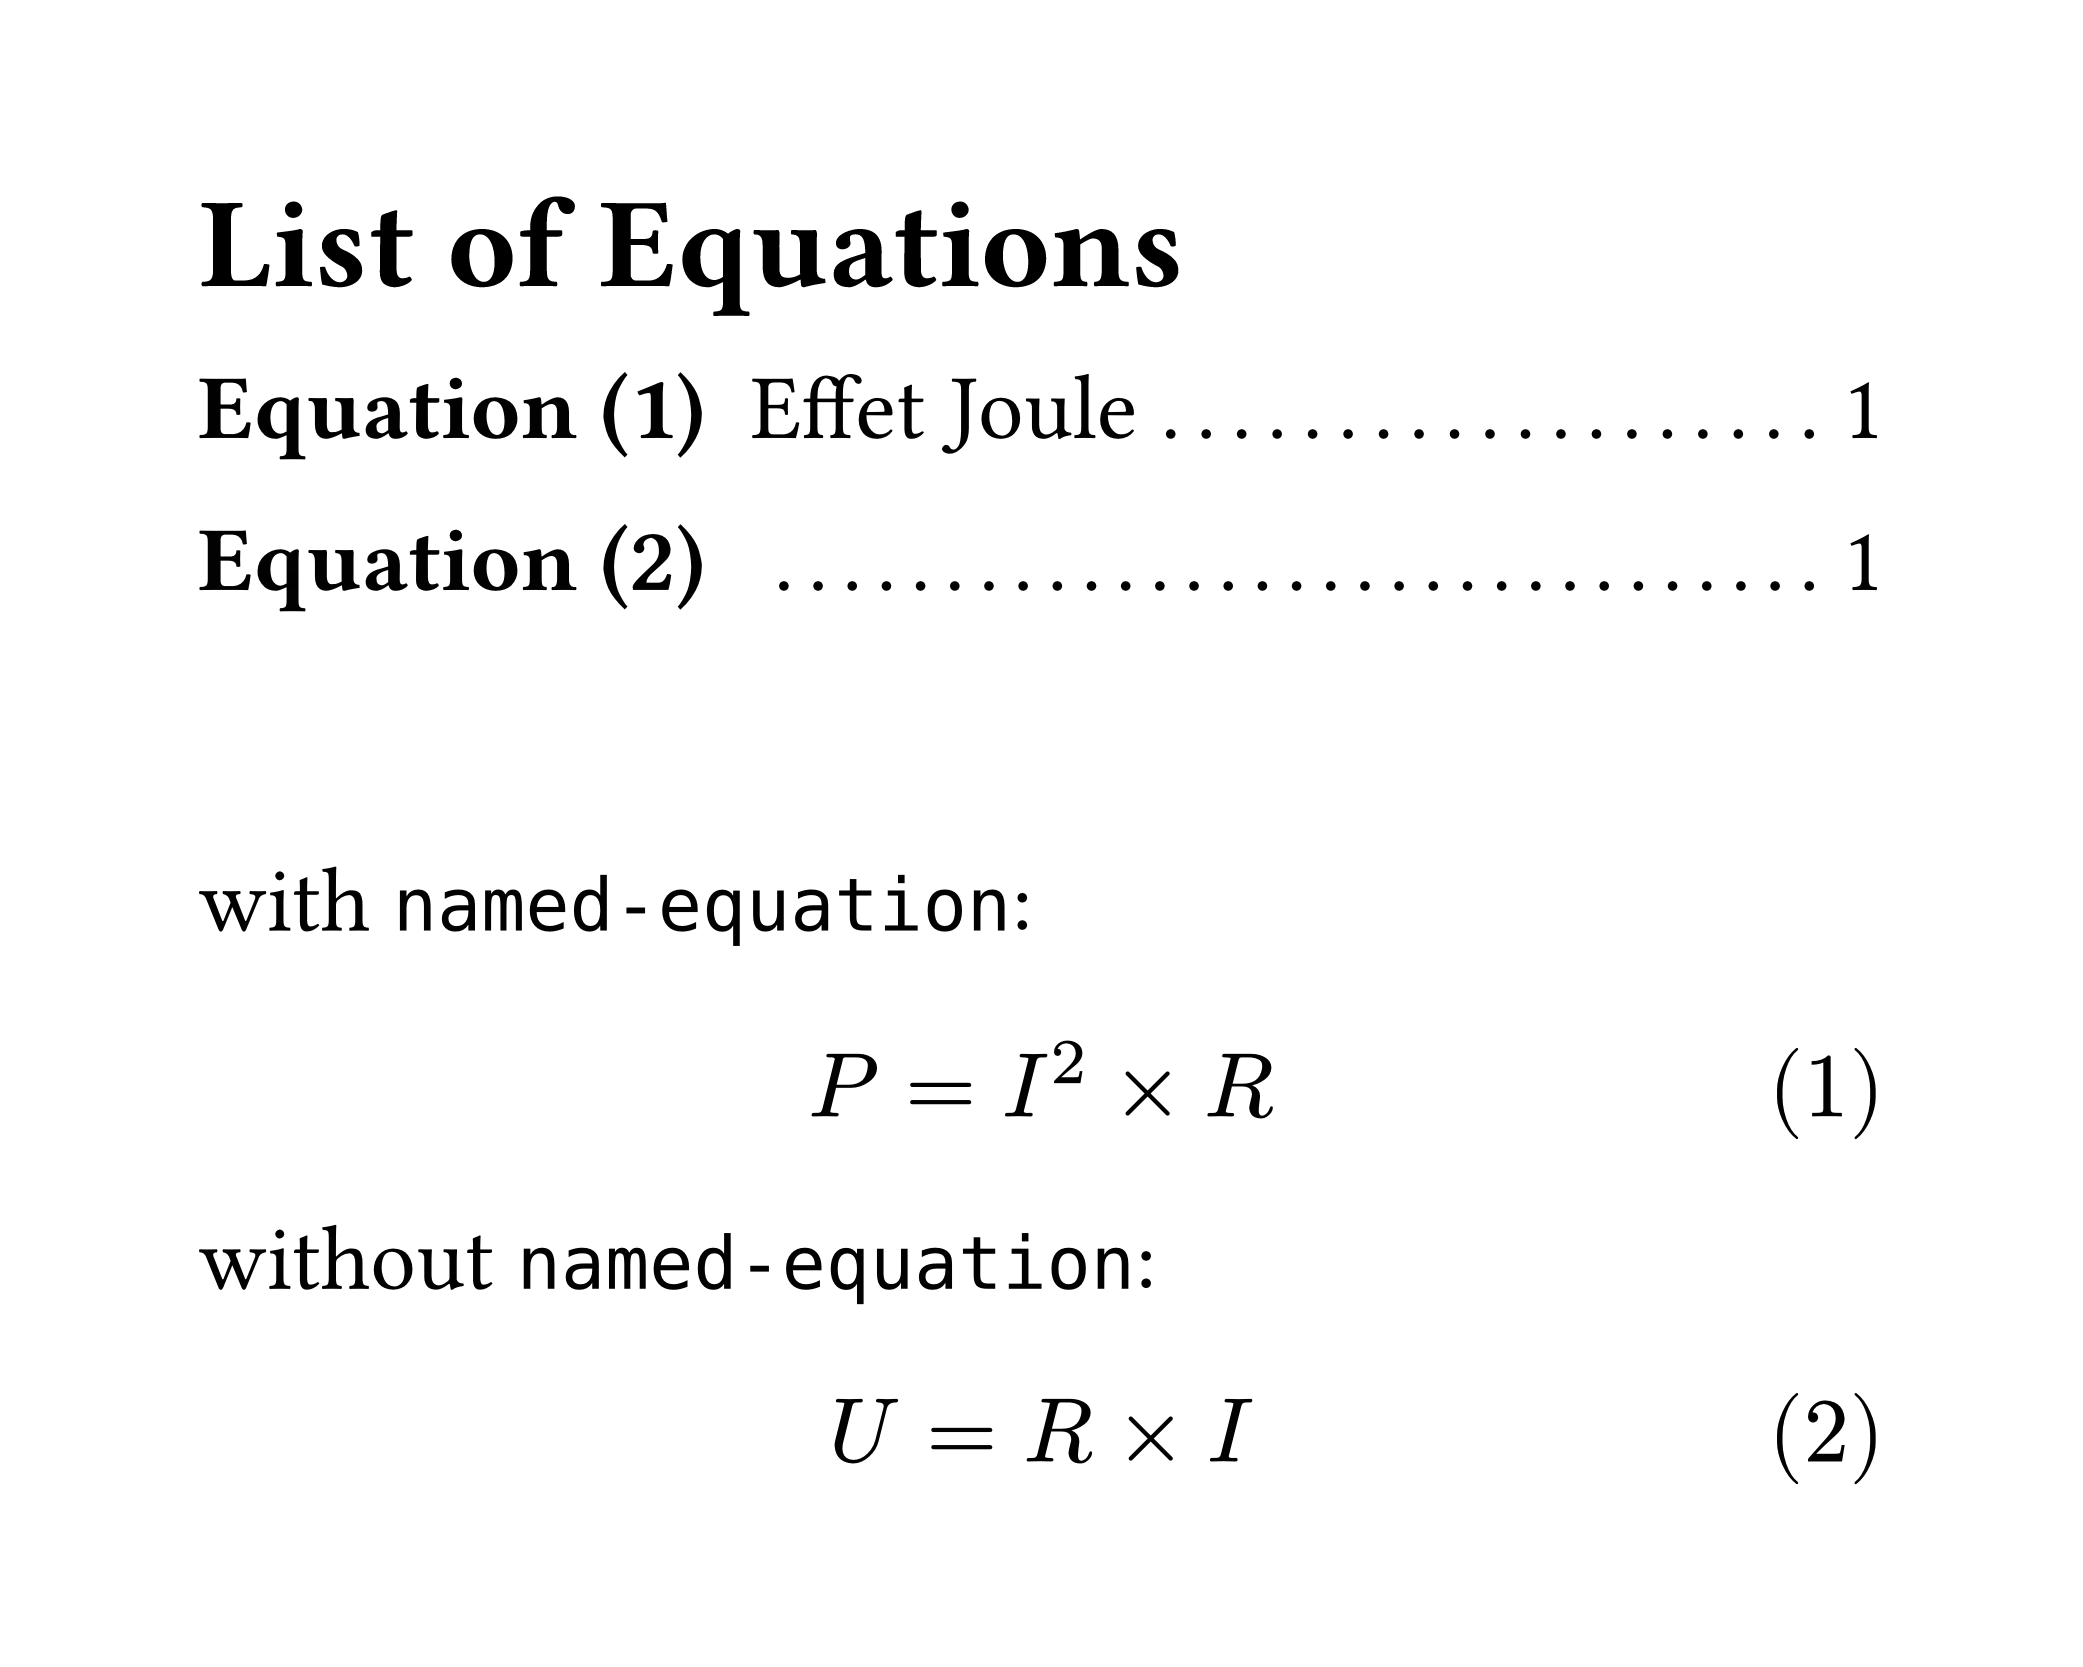 List of Equations
Equation (1) Effet Joule . . . . . . . . . . . . . . . . . . . 1
Equation (2) . . . . . . . . . . . . . . . . . . . . . . . . . . . . . . . 1
with named-equation:
P = I² × R (1)
without named-equation:
U = R × I (2)